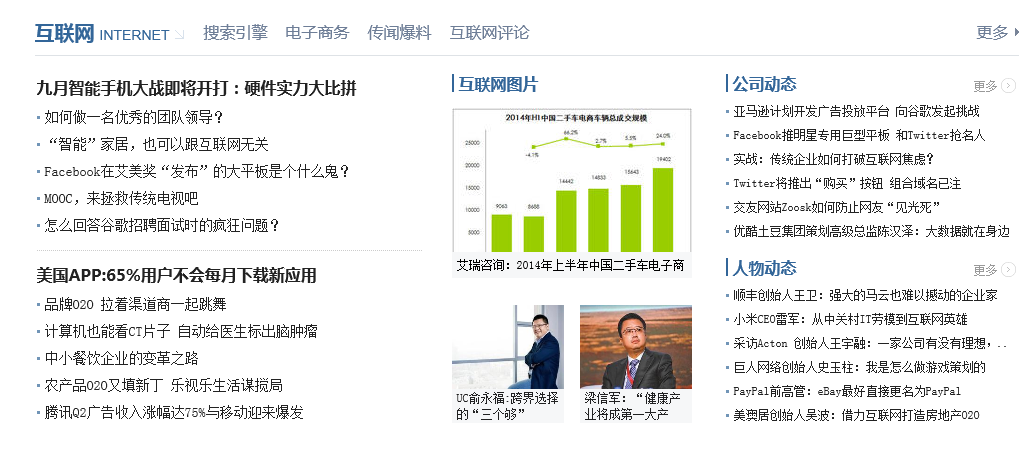 互联网 INTERNET 搜索引擎 电子商务 传闻爆料 互联网评论 更多
九月智能手机大战即将开打：硬件实力大比拼
如何做一名优秀的团队领导？
“智能”家居，也可以跟互联网无关
Facebook在艾美奖“发布”的大平板是个什么鬼？
MOOC，来拯救传统电视吧
怎么回答谷歌招聘面试时的疯狂问题？
美国APP:65%用户不会每月下载新应用
品牌O2O 拉着渠道商一起跳舞
计算机也能看CT片子 自动给医生标出脑肿瘤
中小餐饮企业的变革之路
农产品O2O又填新丁 乐视乐生活谋搅局
腾讯Q2广告收入涨幅达75%与移动迎来爆发
互联网图片
2014年H1中国二手车电商车辆总成交规模
66.2%
-4.1%
2.7%
5.5%
24.0%
25000
20000
15000
10000
5000
9063
8688
14442
14833
15643
19402
艾瑞咨询：2014年上半年中国二手车电子商
UC俞永福:跨界选择
的“三个够”
梁信军：“健康产
业将成第一大产
公司动态 更多
亚马逊计划开发广告投放平台 向谷歌发起挑战
Facebook推明星专用巨型平板 和Twitter抢名人
实战：传统企业如何打破互联网焦虑？
Twitter将推出“购买”按钮 组合域名已注
交友网站Zoosk如何防止网友“见光死”
优酷土豆集团策划高级总监陈汉泽：大数据就在身边
人物动态 更多
顺丰创始人王卫：强大的马云也难以撼动的企业家
小米CEO雷军：从中关村IT劳模到互联网英雄
采访Acton 创始人王宇融：一家公司有没有理想，..
巨人网络创始人史玉柱：我是怎么做游戏策划的
PayPal前高管：eBay最好直接更名为PayPal
美澳居创始人吴波：借力互联网打造房地产O2O